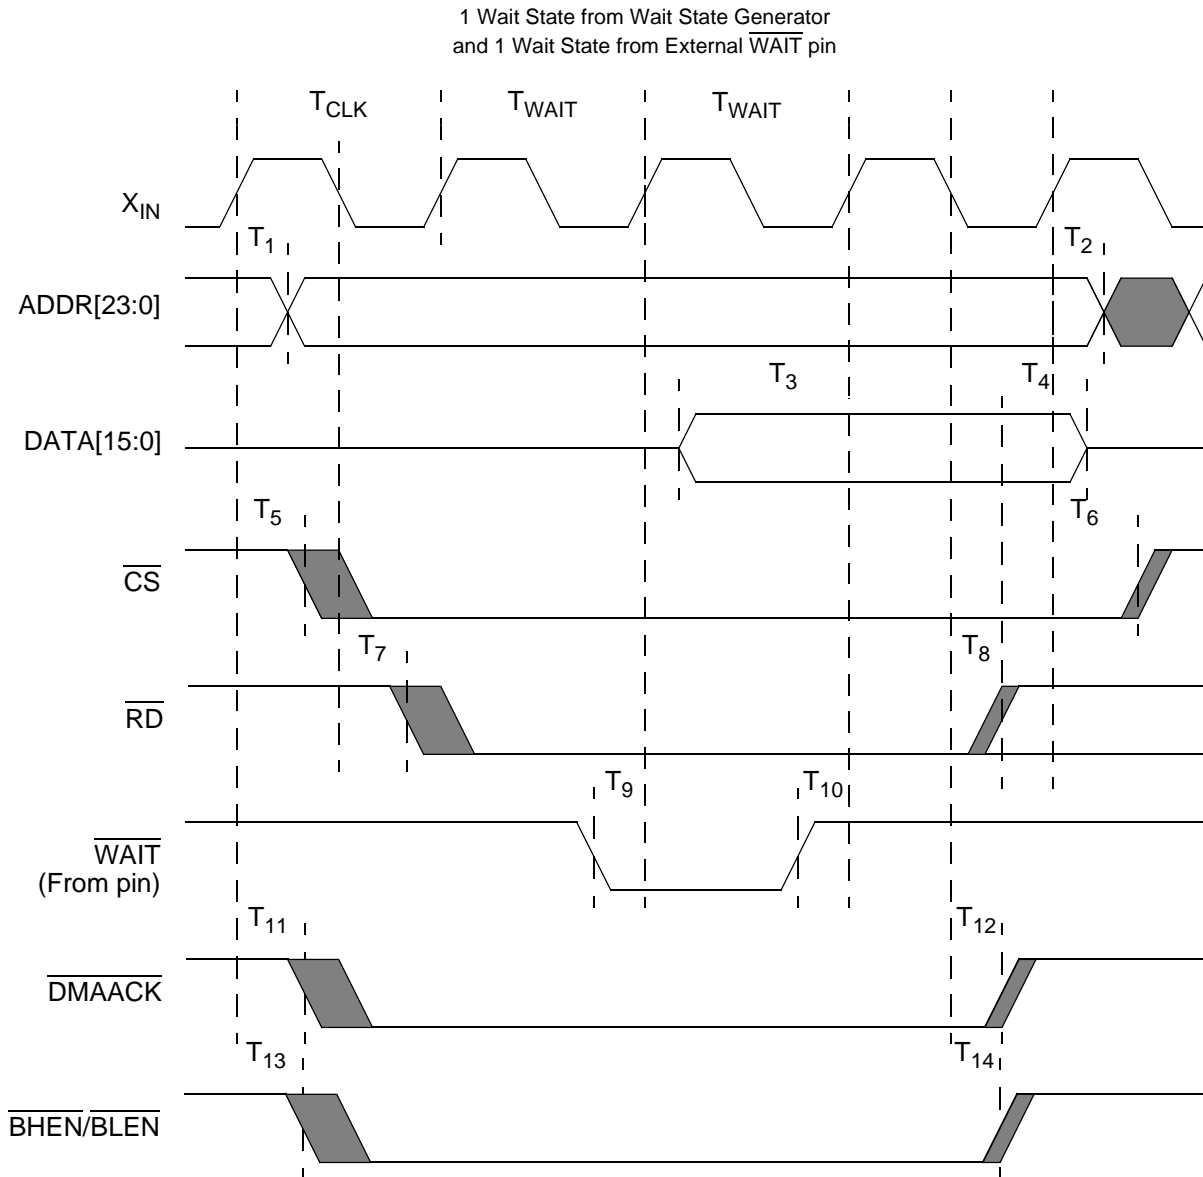 1 Wait State from Wait State Generator
and 1 Wait State from External WAIT pin
TCLK TWAIT TWAIT
XIN
T1 T2
ADDR[23:0]
T3 T4
DATA[15:0]
T5 T6
CS
T7 T8
RD
T9 T10
WAIT
(From pin)
T11 T12
DMAACK
T13 T14
BHEN/BLEN